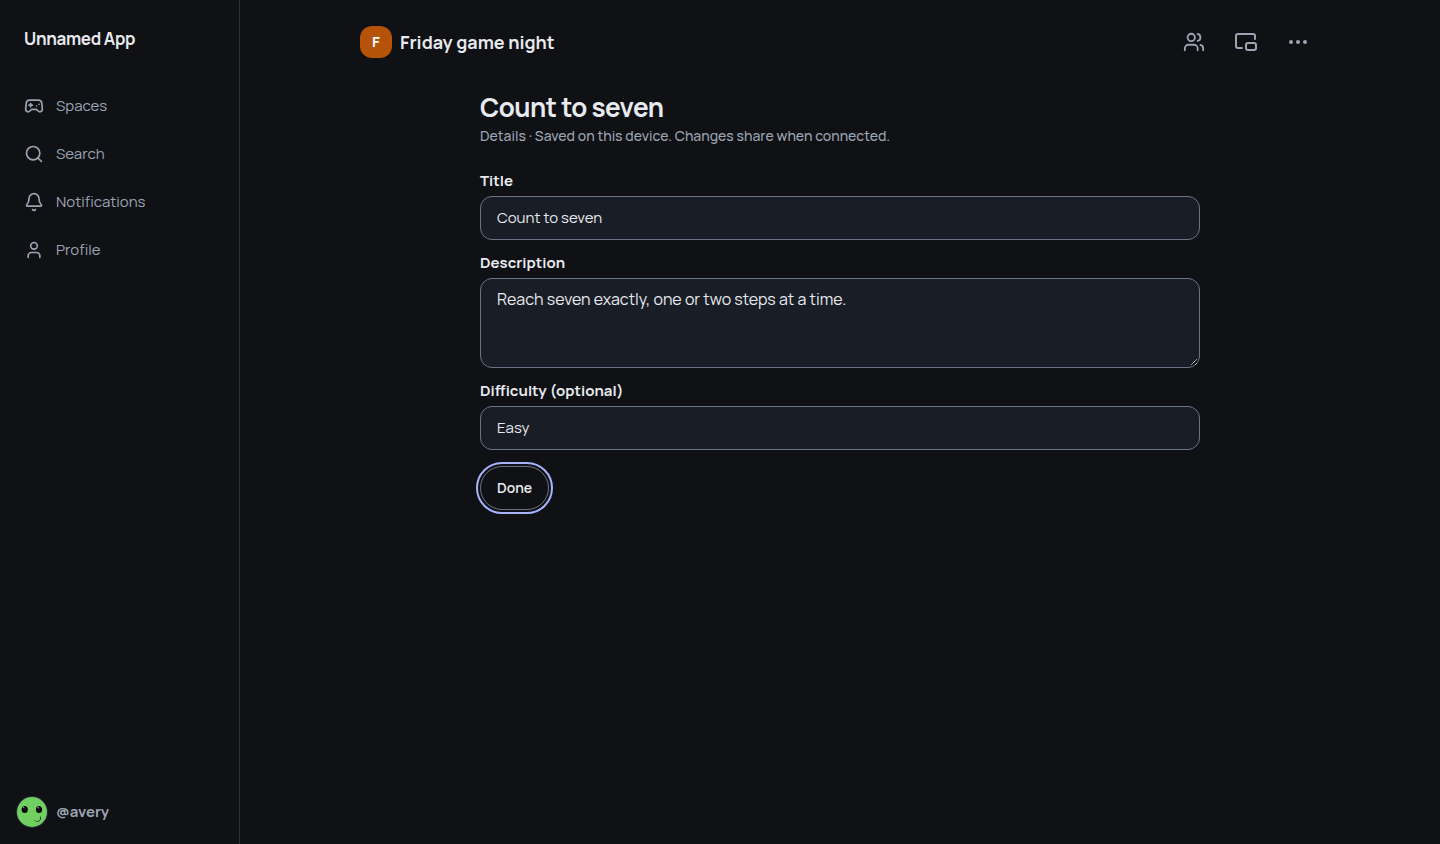 Unnamed App
Spaces
Search
Notifications
Profile
@avery
F
Friday game night
Count to seven
Details · Saved on this device. Changes share when connected.
Title
Count to seven
Description
Reach seven exactly, one or two steps at a time.
Difficulty (optional)
Easy
Done